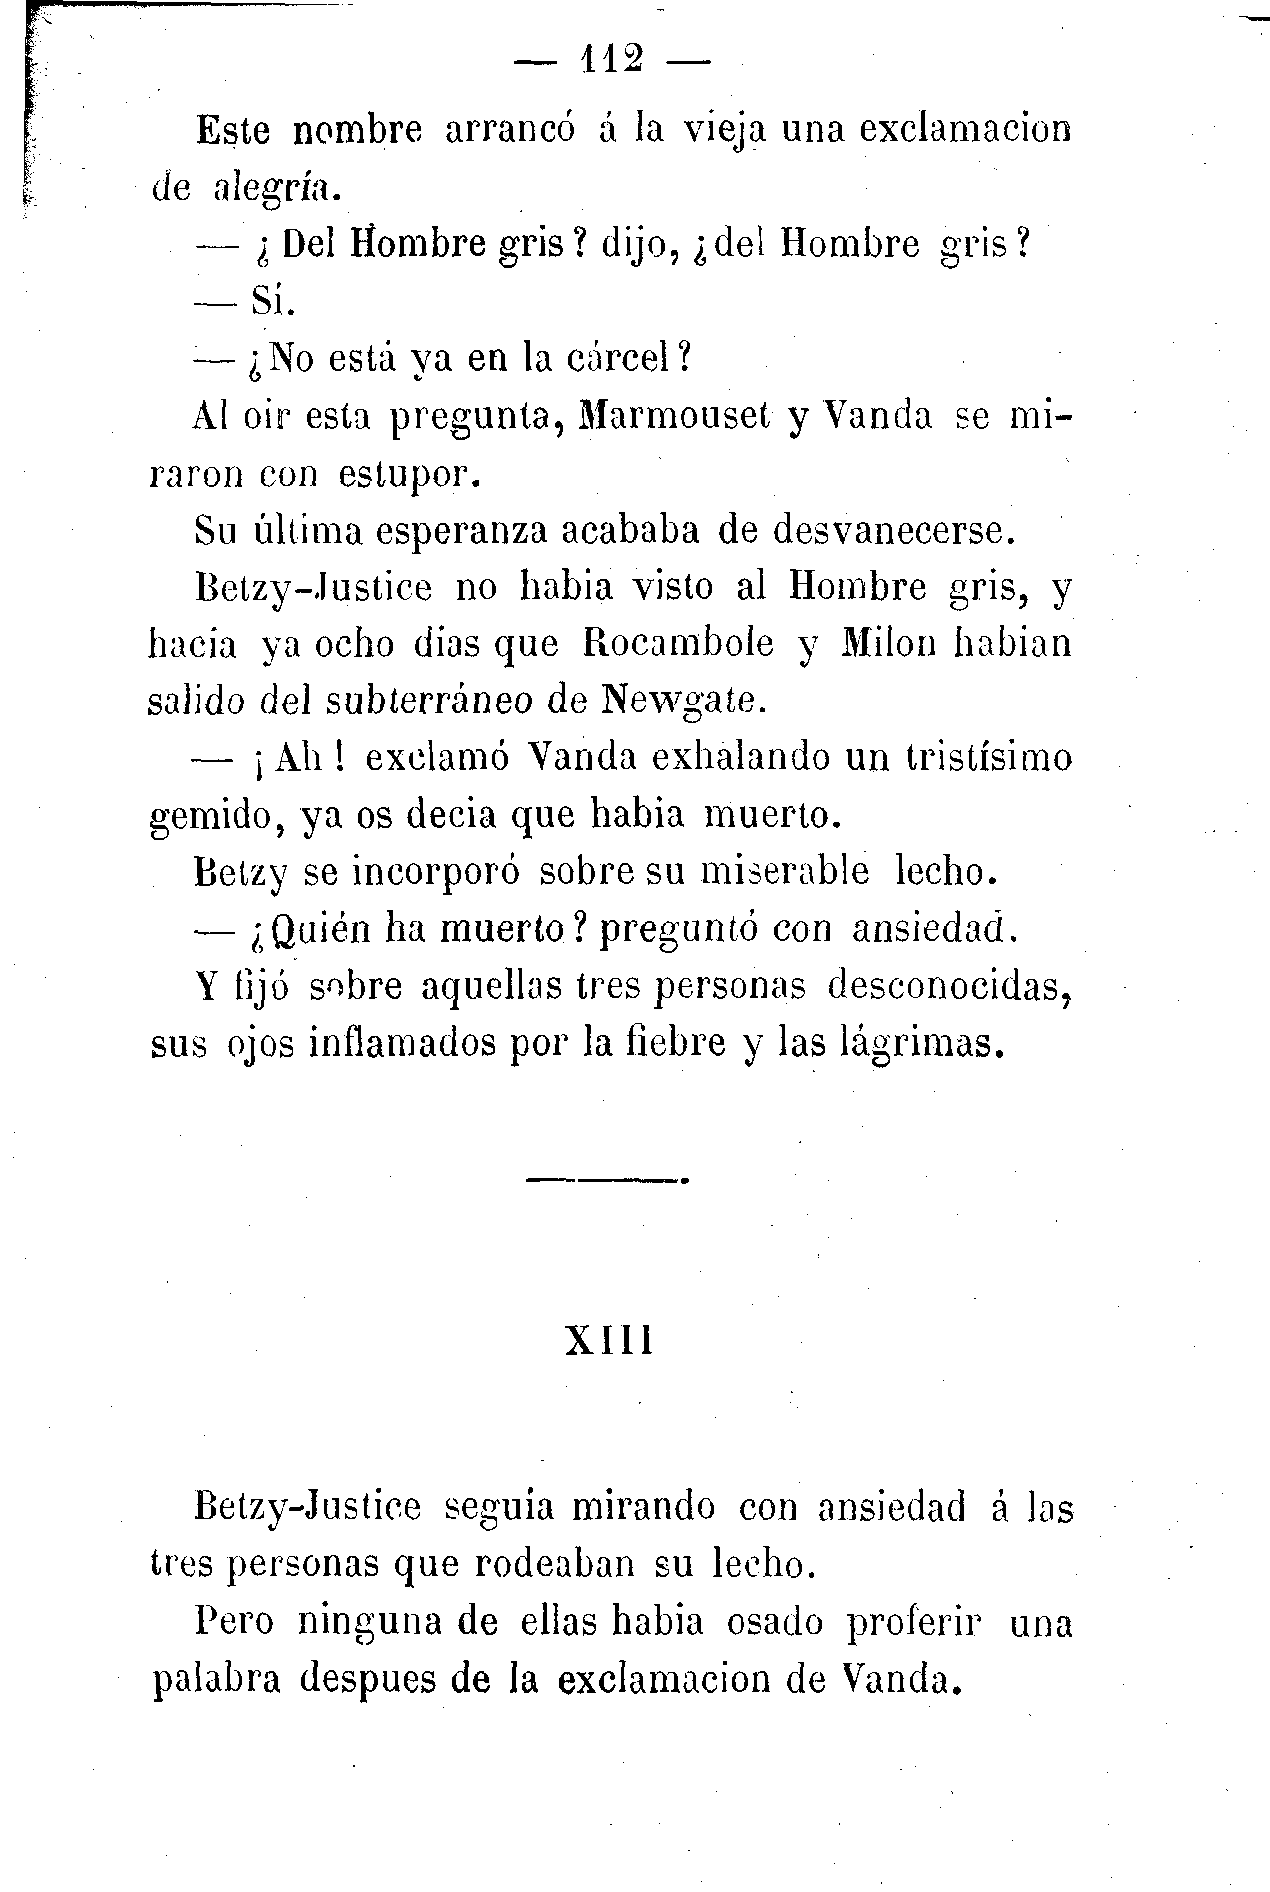 — 112 —
Este nombre arrancó á la vieja una exclamacion
de alegría.
— ¿ Del Hombre gris ? dijo, ¿ del Hombre gris ?
— Sí.
— ¿ No está ya en la cárcel ?
Al oir esta pregunta, Marmouset y Vanda se mi-
raron con estupor.
Su última esperanza acababa de desvanecerse.
Betzy-Justice no habia visto al Hombre gris, y
hacia ya ocho dias que Rocambole y Milon habian
salido del subterráneo de Newgate.
— ¡ Ah ! exclamó Vanda exhalando un tristísimo
gemido, ya os decia que habia muerto.
Betzy se incorporó sobre su miserable lecho.
— ¿ Quién ha muerto ? preguntó con ansiedad.
Y fijó sobre aquellas tres personas desconocidas,
sus ojos inflamados por la fiebre y las lágrimas.
XIII
Betzy-Justice seguia mirando con ansiedad á las
tres personas que rodeaban su lecho.
Pero ninguna de ellas habia osado proferir una
palabra despues de la exclamacion de Vanda.